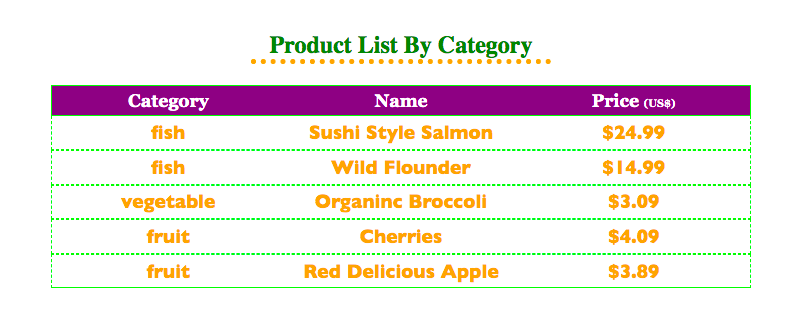 Product List By Category
Category Name Price (US$)
fish Sushi Style Salmon $24.99
fish Wild Flounder $14.99
vegetable Organinc Broccoli $3.09
fruit Cherries $4.09
fruit Red Delicious Apple $3.89